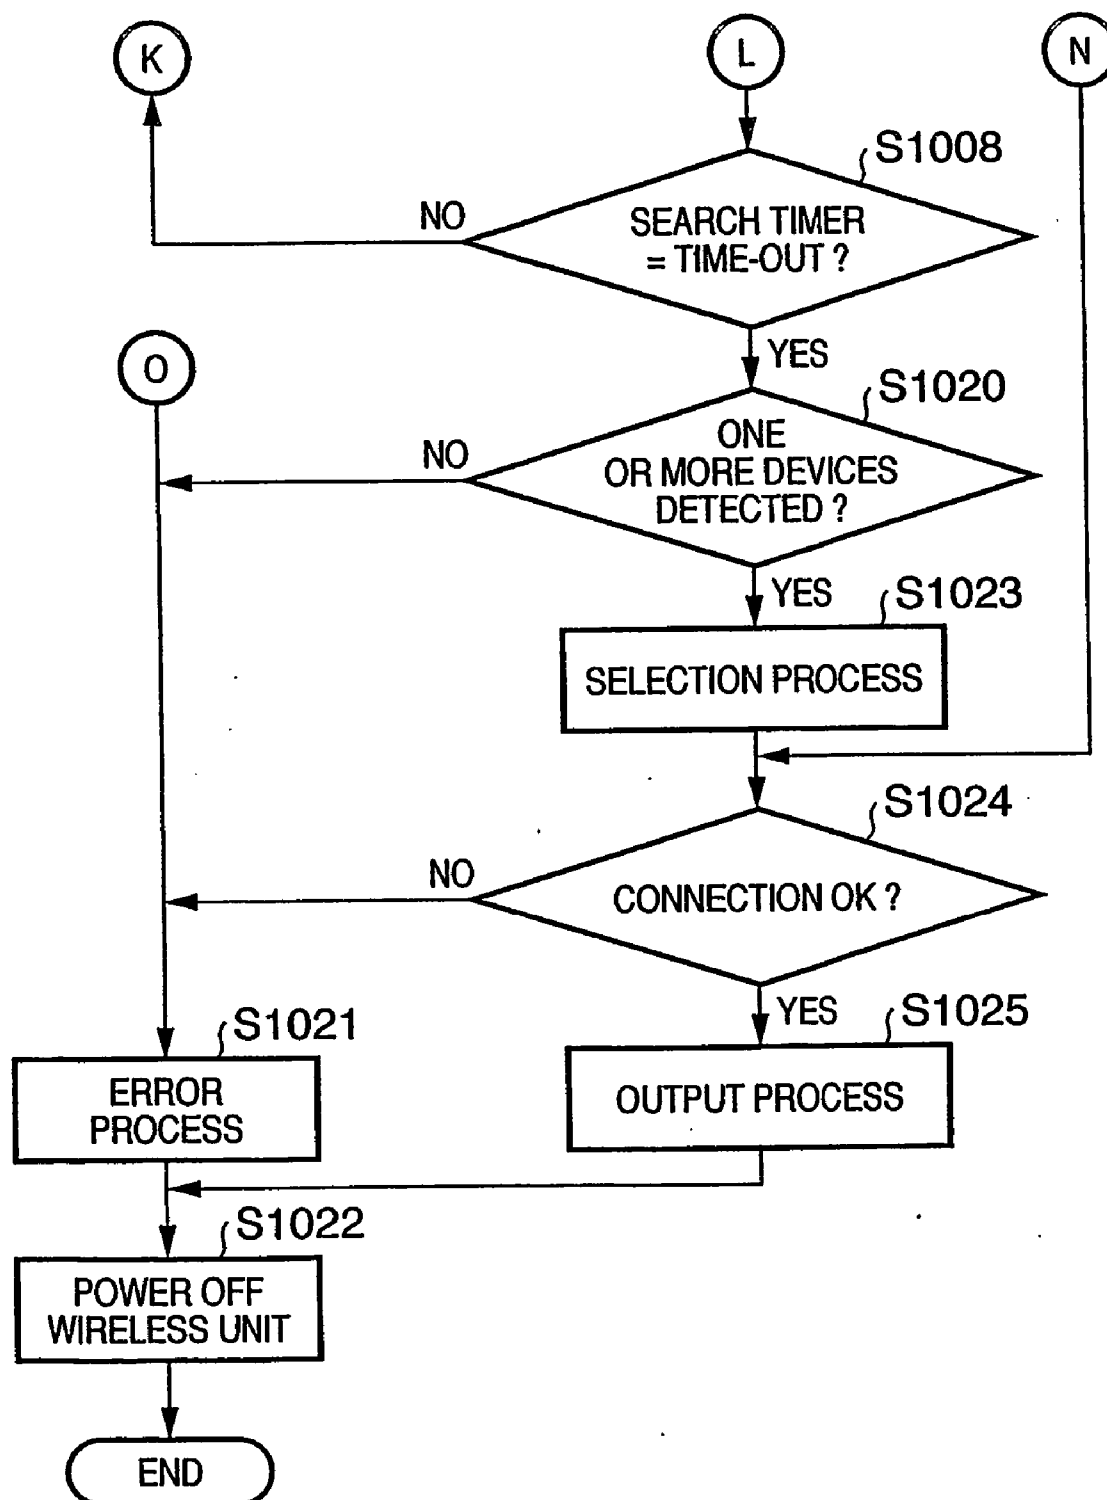 K
L
N
S1008
NO
SEARCH TIMER
= TIME-OUT ?
YES
O
S1020
NO
ONE
OR MORE DEVICES
DETECTED ?
YES
S1023
SELECTION PROCESS
S1024
NO
CONNECTION OK ?
YES
S1025
S1021
ERROR
PROCESS
OUTPUT PROCESS
S1022
POWER OFF
WIRELESS UNIT
END